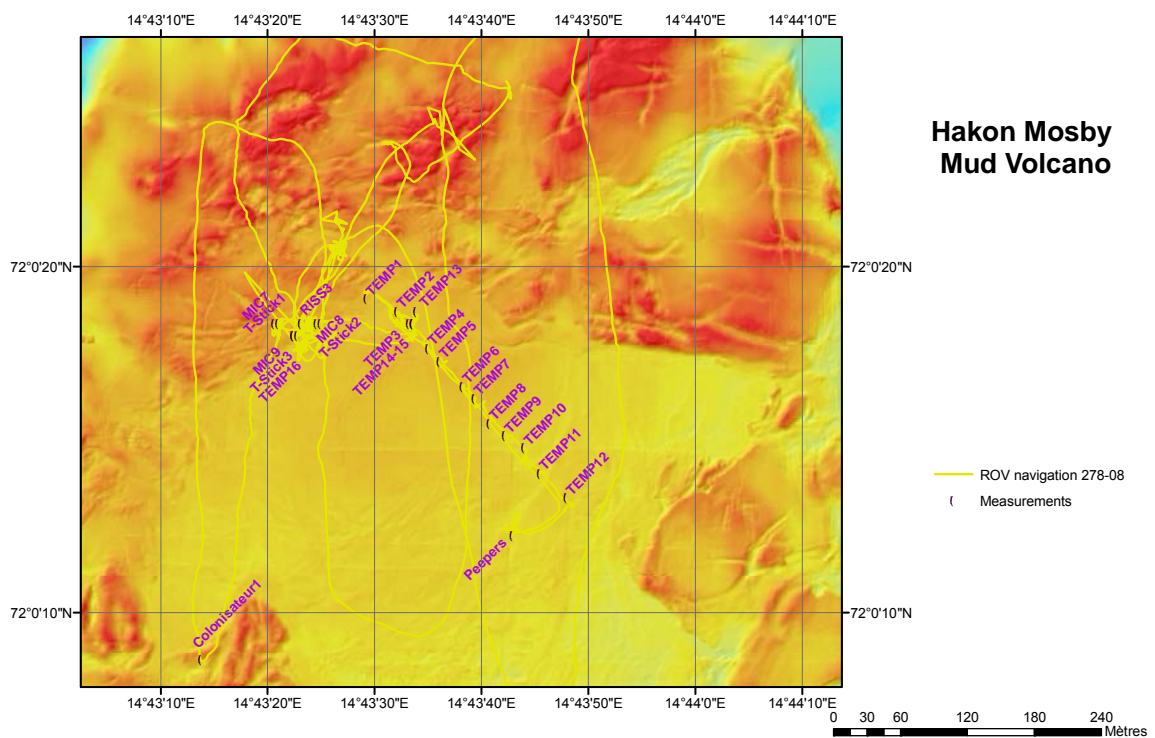 14°43'10"E 14°43'20"E 14°43'30"E 14°43'40"E 14°43'50"E 14°44'0"E 14°44'10"E
Hakon Mosby
Mud Volcano
72°0'20"N 72°0'20"N
TEMP1
TEMP2
TEMP13
RISS3
MIC7
T-Stick1
MIC8
T-Stick2
MIC9
T-Stick3
TEMP16
TEMP3
TEMP14-15
TEMP4
TEMP5
TEMP6
TEMP7
TEMP8
TEMP9
TEMP10
TEMP11
TEMP12
Peepers
Colonisateur1
ROV navigation 278-08
Measurements
72°0'10"N 72°0'10"N
14°43'10"E 14°43'20"E 14°43'30"E 14°43'40"E 14°43'50"E 14°44'0"E 14°44'10"E
0 30 60 120 180 240
Mètres